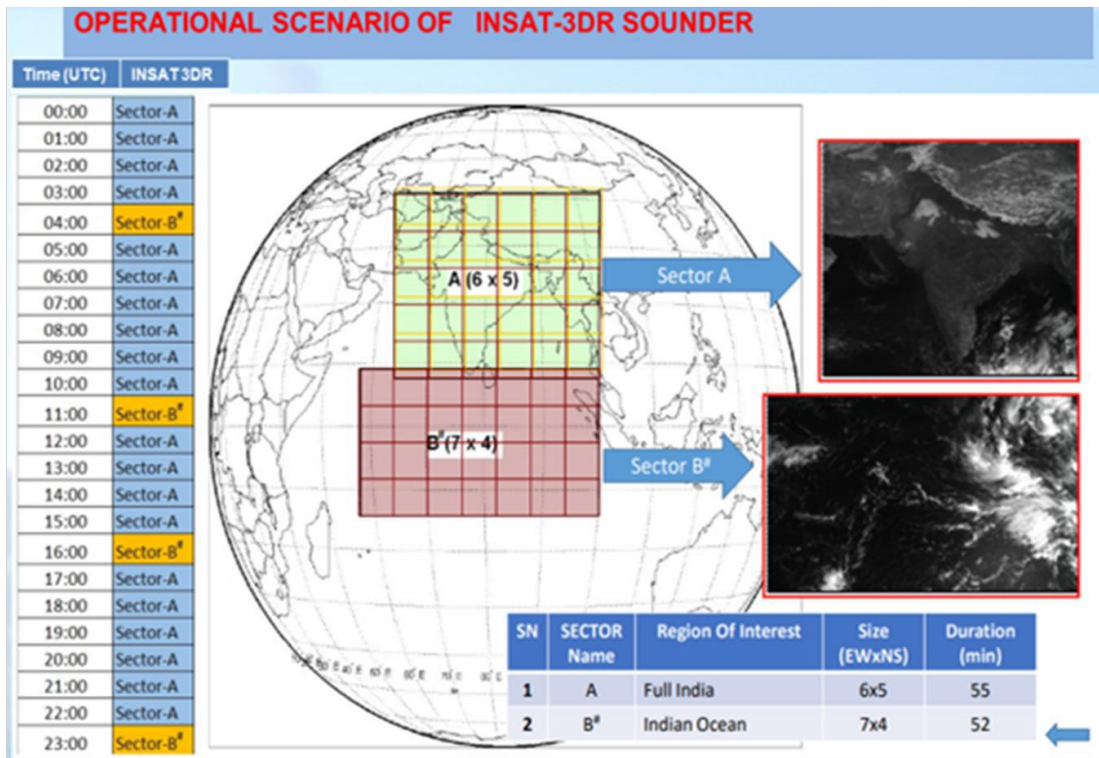 OPERATIONAL SCENARIO OF INSAT-3DR SOUNDER
Time (UTC) INSAT3DR
00:00 Sector-A
01:00 Sector-A
02:00 Sector-A
03:00 Sector-A
04:00 Sector-B#
05:00 Sector-A
06:00 Sector-A
07:00 Sector-A
08:00 Sector-A
09:00 Sector-A
10:00 Sector-A
11:00 Sector-B#
12:00 Sector-A
13:00 Sector-A
14:00 Sector-A
15:00 Sector-A
16:00 Sector-B#
17:00 Sector-A
18:00 Sector-A
19:00 Sector-A
20:00 Sector-A
21:00 Sector-A
22:00 Sector-A
23:00 Sector-B#
A (6 x 5)
Sector A
B#(7 x 4)
Sector B#
SN SECTOR Name Region Of Interest Size (EWxNS) Duration (min)
1 A Full India 6x5 55
2 B# Indian Ocean 7x4 52